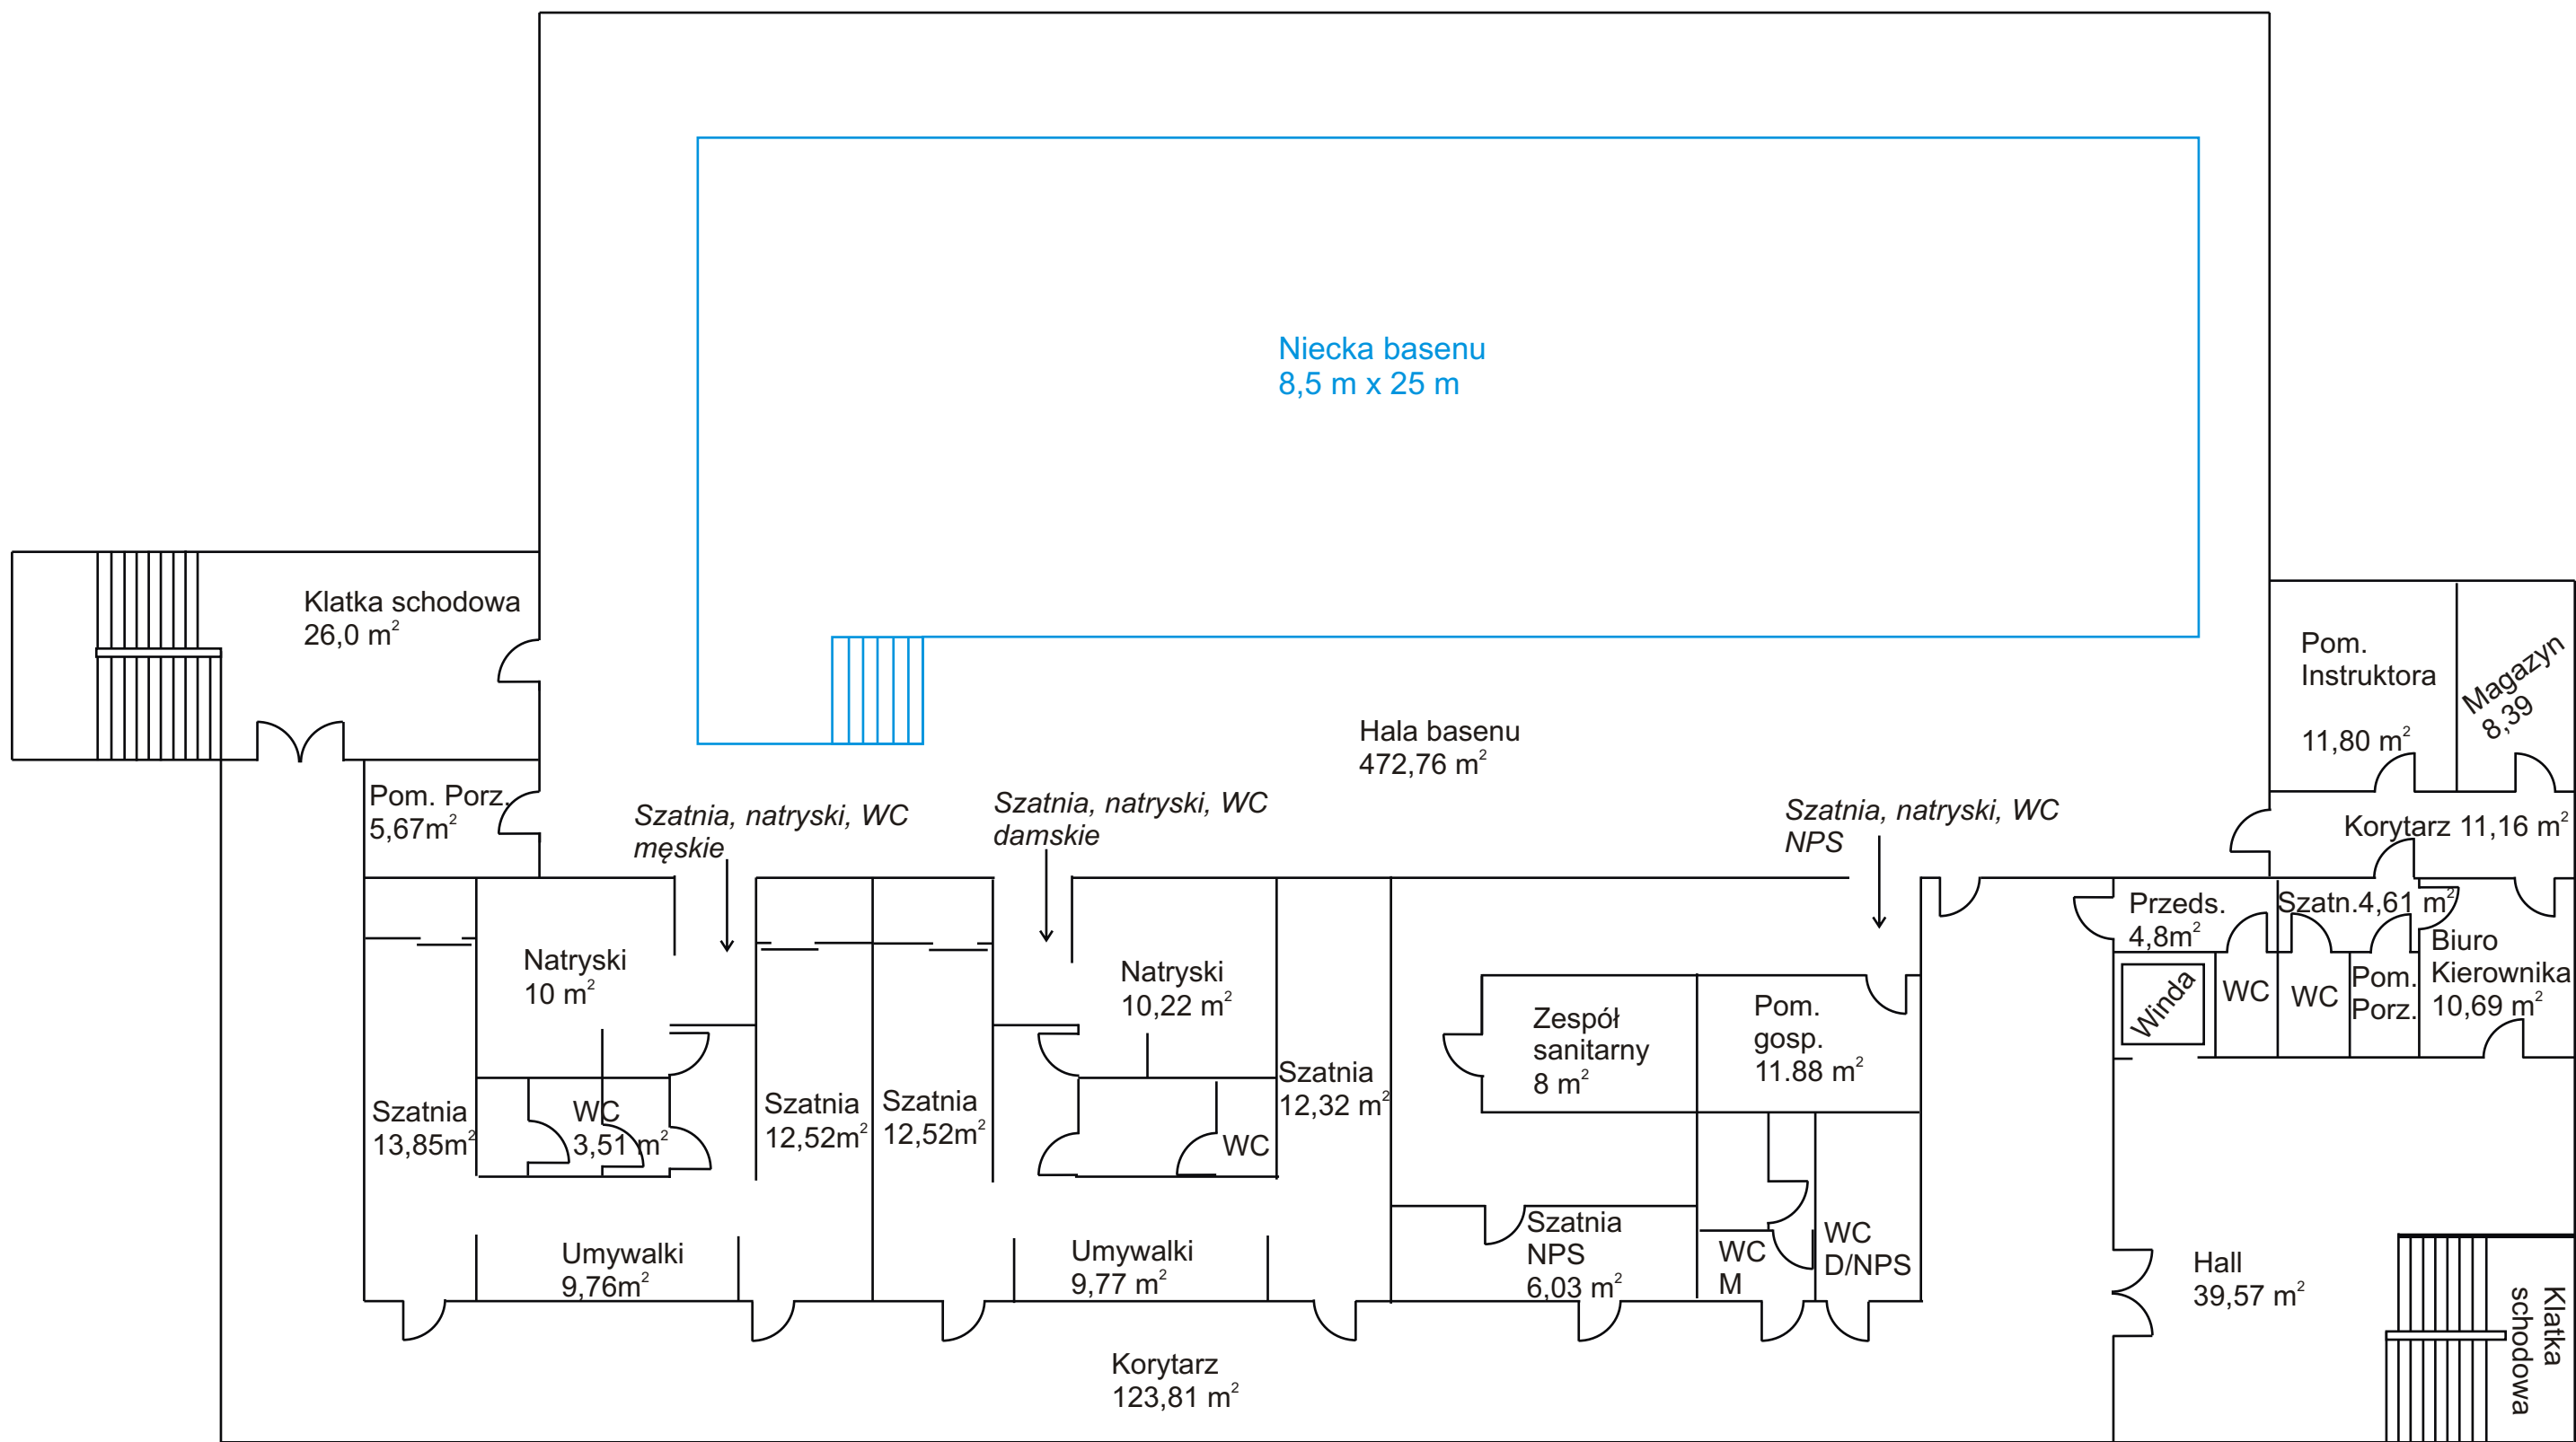 Niecka basenu
8,5 m x 25 m
Klatka schodowa
26,0 m²
Pom.
Instruktora
11,80 m²
Magazyn
8,39
Hala basenu
472,76 m²
Pom. Porz.
5,67m²
Szatnia, natryski, WC
męskie
Szatnia, natryski, WC
damskie
Szatnia, natryski, WC
NPS
Korytarz 11,16 m²
Przeds.
4,8m²
Szatn.4,61 m²
Biuro
Kierownika
10,69 m²
Winda
WC
WC
Pom.
Porz.
Natryski
10 m²
Natryski
10,22 m²
Zespół
sanitarny
8 m²
Pom.
gosp.
11.88 m²
Szatnia
13,85m²
WC
3,51 m²
Szatnia
12,52m²
Szatnia
12,52m²
WC
Szatnia
12,32 m²
Umywalki
9,76m²
Umywalki
9,77 m²
Szatnia
NPS
6,03 m²
WC
M
WC
D/NPS
Hall
39,57 m²
Klatka
schodowa
Korytarz
123,81 m²